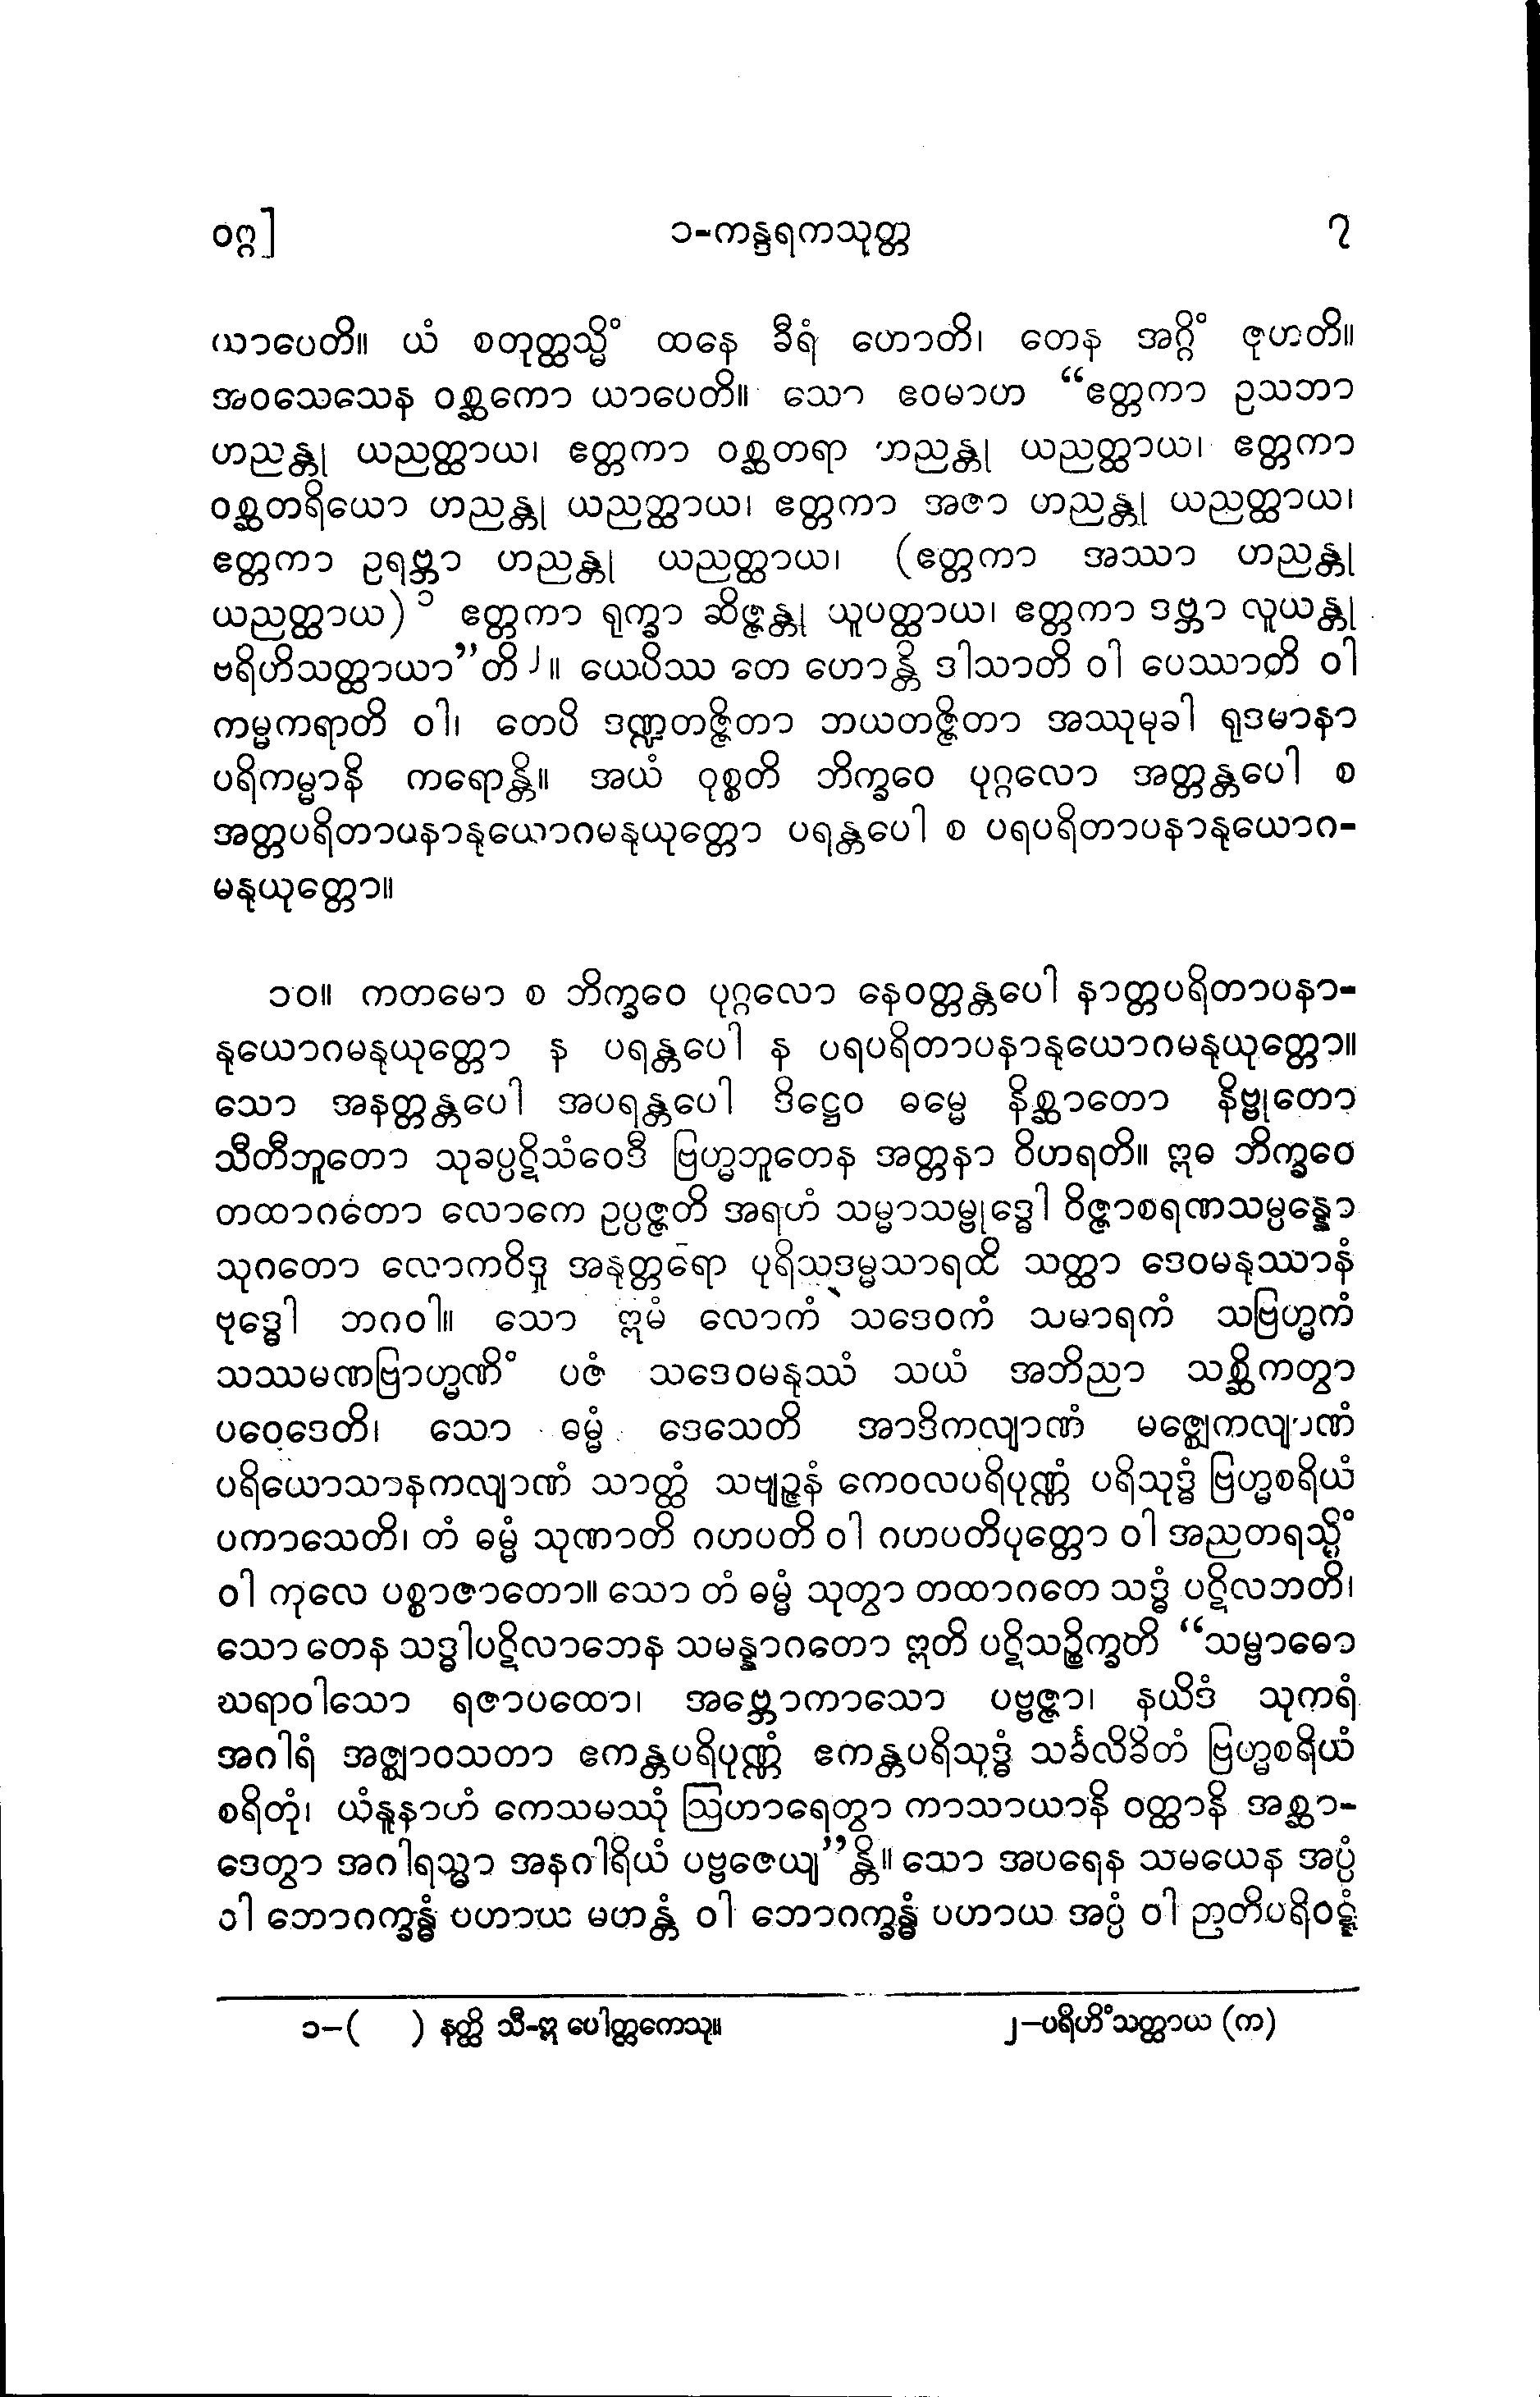 ဝဂ္ဂ] ၁-ကန္ဒရကသုတ္တ ၇
ယာပေတိ။ ယံ စတုတ္ထသ္မိံ ထနေ ခီရံ ဟောတိ၊ တေန အဂ္ဂိံ ဇုဟတိ။
အဝသေသေန ဝစ္ဆကော ယာပေတိ။ သော ဧဝမာဟ “ဧတ္တကာ ဥသဘာ
ဟညန္တု ယညတ္ထာယ၊ ဧတ္တကာ ဝစ္ဆတရာ ဟညန္တု ယညတ္ထာယ၊ ဧတ္တကာ
ဝစ္ဆတရိယော ဟညန္တု ယညတ္ထာယ၊ ဧတ္တကာ အဇာ ဟညန္တု ယညတ္ထာယ၊
ဧတ္တကာ ဥရဗ္ဘာ ဟညန္တု ယညတ္ထာယ၊ (ဧတ္တကာ အဿာ ဟညန္တု
ယညတ္ထာယ)၁ ဧတ္တကာ ရုက္ခာ ဆိဇ္ဇန္တု ယူပတ္ထာယ၊ ဧတ္တကာ ဒဗ္ဘာ လူယန္တု
ဗရိဟိသတ္ထာယာ”တိ၂။ ယေပိဿ တေ ဟောန္တိ ဒါသာတိ ဝါ ပေဿာတိ ဝါ
ကမ္မကရာတိ ဝါ၊ တေပိ ဒဏ္ဍတဇ္ဇိတာ ဘယတဇ္ဇိတာ အဿုမုခါ ရုဒမာနာ
ပရိကမ္မာနိ ကရောန္တိ။ အယံ ဝုစ္စတိ ဘိက္ခဝေ ပုဂ္ဂလော အတ္တန္တပေါ စ
အတ္တပရိတာပနာနုယောဂမနုယုတ္တော ပရန္တပေါ စ ပရပရိတာပနာနုယောဂ-
မနုယုတ္တော။
၁၀။ ကတမော စ ဘိက္ခဝေ ပုဂ္ဂလော နေဝတ္တန္တပေါ နာတ္တပရိတာပနာ-
နုယောဂမနုယုတ္တော န ပရန္တပေါ န ပရပရိတာပနာနုယောဂမနုယုတ္တော။
သော အနတ္တန္တပေါ အပရန္တပေါ ဒိဋ္ဌေဝ ဓမ္မေ နိစ္ဆာတော နိဗ္ဗုတော
သီတီဘူတော သုခပ္ပဋိသံဝေဒီ ဗြဟ္မဘူတေန အတ္တနာ ဝိဟရတိ။ ဣဓ ဘိက္ခဝေ
တထာဂတော လောကေ ဥပ္ပဇ္ဇတိ အရဟံ သမ္မာသမ္ဗုဒ္ဓေါ ဝိဇ္ဇာစရဏသမ္ပန္နော
သုဂတော လောကဝိဒူ အနုတ္တရော ပုရိသဒမ္မသာရထိ သတ္ထာ ဒေဝမနုဿာနံ
ဗုဒ္ဓေါ ဘဂဝါ။ သော ဣမံ လောကံ သဒေဝကံ သမာရကံ သဗြဟ္မကံ
သဿမဏဗြာဟ္မဏိံ ပဇံ သဒေဝမနုဿံ သယံ အဘိညာ သစ္ဆိကတွာ
ပဝေဒေတိ၊ သော ဓမ္မံ ဒေသေတိ အာဒိကလျာဏံ မဇ္ဈေကလျာဏံ
ပရိယောသာနကလျာဏံ သာတ္ထံ သဗျဉ္ဇနံ ကေဝလပရိပုဏ္ဏံ ပရိသုဒ္ဓံ ဗြဟ္မစရိယံ
ပကာသေတိ၊ တံ ဓမ္မံ သုဏာတိ ဂဟပတိ ဝါ ဂဟပတိပုတ္တော ဝါ အညတရသ္မိံ
ဝါ ကုလေ ပစ္စာဇာတော။ သော တံ ဓမ္မံ သုတွာ တထာဂတေ သဒ္ဓံ ပဋိလဘတိ၊
သော တေန သဒ္ဓါပဋိလာဘေန သမန္နာဂတော ဣတိ ပဋိသဉ္စိက္ခတိ “သမ္ဗာဓော
ဃရာဝါသော ရဇာပထော၊ အဗ္ဘောကာသော ပဗ္ဗဇ္ဇာ၊ နယိဒံ သုကရံ
အဂါရံ အဇ္ဈာဝသတာ ဧကန္တပရိပုဏ္ဏံ ဧကန္တပရိသုဒ္ဓံ သင်္ခလိခိတံ ဗြဟ္မစရိယံ
စရိတုံ၊ ယံနူနာဟံ ကေသမဿုံ ဩဟာရေတွာ ကာသာယာနိ ဝတ္ထာနိ အစ္ဆာ-
ဒေတွာ အဂါရသ္မာ အနဂါရိယံ ပဗ္ဗဇေယျ”န္တိ။ သော အပရေန သမယေန အပ္ပံ
ဝါ ဘောဂက္ခန္ဓံ ပဟာယ မဟန္တံ ဝါ ဘောဂက္ခန္ဓံ ပဟာယ အပ္ပံ ဝါ ဉာတိပရိဝဋ္ဋံ
၁-( ) နတ္ထိ သီ-ဣ ပေါတ္ထကေသု။ ၂-ပရိဟိံသတ္ထာယ (က)